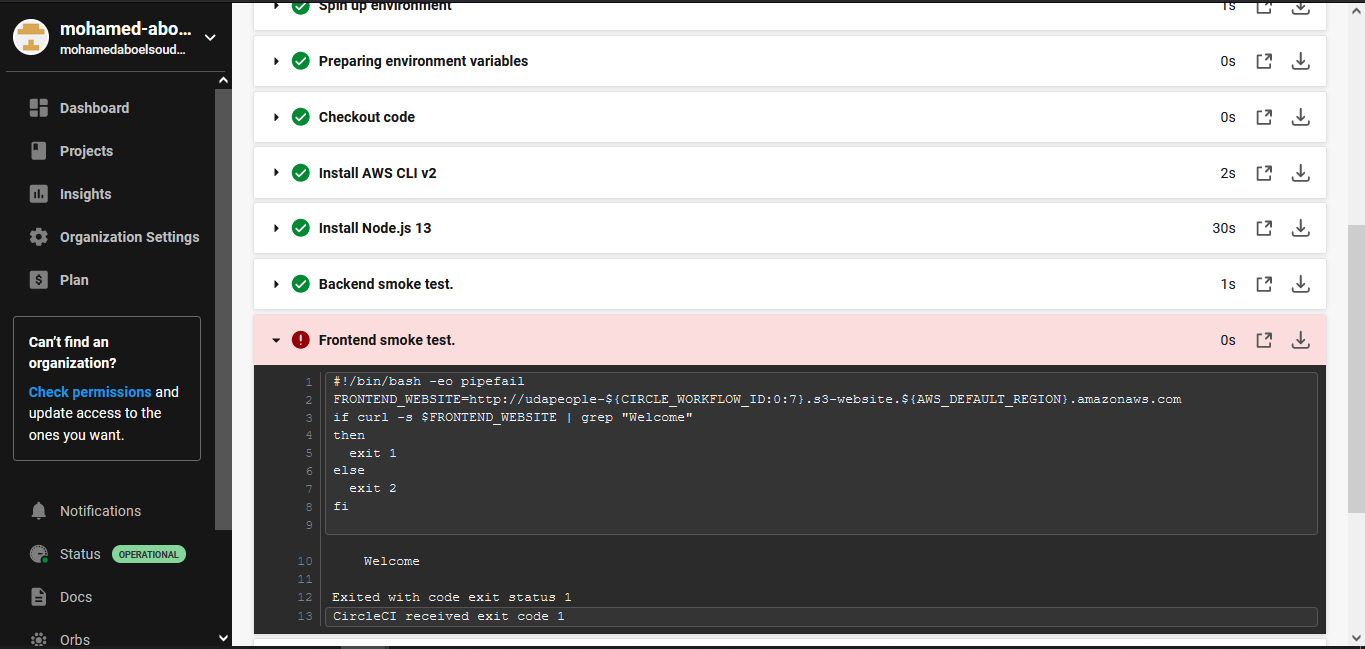 mohamed-abo...
mohamedaboelsoud...
Dashboard
Projects
Insights
Organization Settings
Plan
Can't find an
organization?
Check permissions and
update access to the
ones you want.
Notifications
Status OPERATIONAL
Docs
Orbs
Spin up environment 1s
Preparing environment variables 0s
Checkout code 0s
Install AWS CLI v2 2s
Install Node.js 13 30s
Backend smoke test. 1s
Frontend smoke test. 0s
1 #!/bin/bash -eo pipefail
2 FRONTEND_WEBSITE=http://udapeople-${CIRCLE_WORKFLOW_ID:0:7}.s3-website.${AWS_DEFAULT_REGION}.amazonaws.com
3 if curl -s $FRONTEND_WEBSITE | grep "Welcome"
4 then
5   exit 1
6 else
7   exit 2
8 fi
9
10     Welcome
11
12 Exited with code exit status 1
13 CircleCI received exit code 1